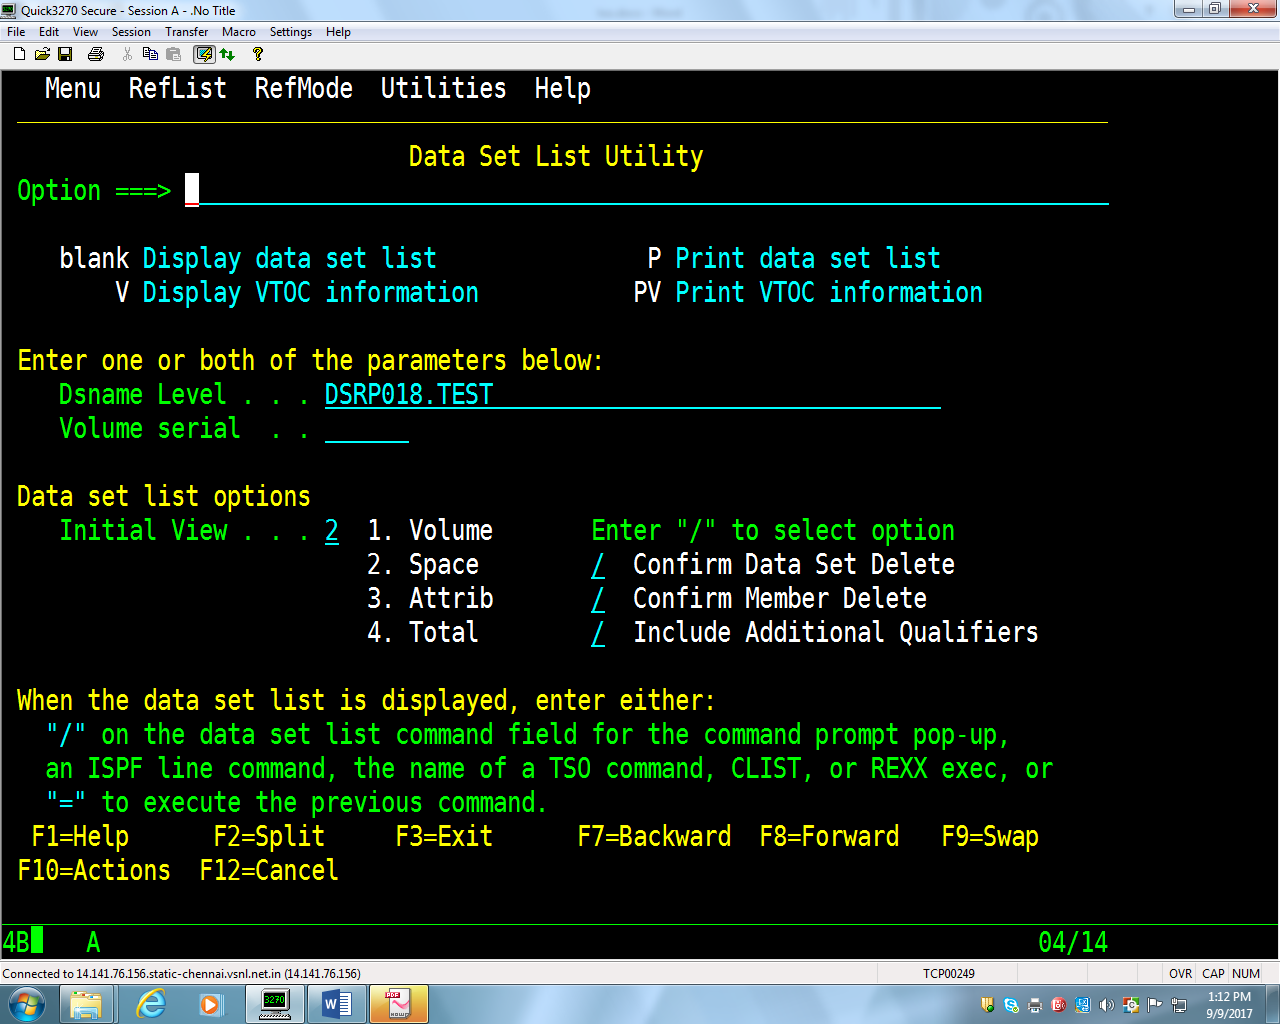 Quick3270 Secure - Session A - .No Title
File Edit View Session Transfer Macro Settings Help
Menu RefList RefMode Utilities Help
Data Set List Utility
Option ===>
blank Display data set list P Print data set list
V Display VTOC information PV Print VTOC information
Enter one or both of the parameters below:
Dsname Level . . . DSRP018.TEST
Volume serial . .
Data set list options
Initial View . . . 2 1. Volume Enter "/" to select option
2. Space / Confirm Data Set Delete
3. Attrib / Confirm Member Delete
4. Total / Include Additional Qualifiers
When the data set list is displayed, enter either:
"/" on the data set list command field for the command prompt pop-up,
an ISPF line command, the name of a TSO command, CLIST, or REXX exec, or
"=" to execute the previous command.
F1=Help F2=Split F3=Exit F7=Backward F8=Forward F9=Swap
F10=Actions F12=Cancel
4B A 04/14
Connected to 14.141.76.156.static-chennai.vsnl.net.in (14.141.76.156) TCP00249 OVR CAP NUM
3270 W PDF 1:12 PM
9/9/2017